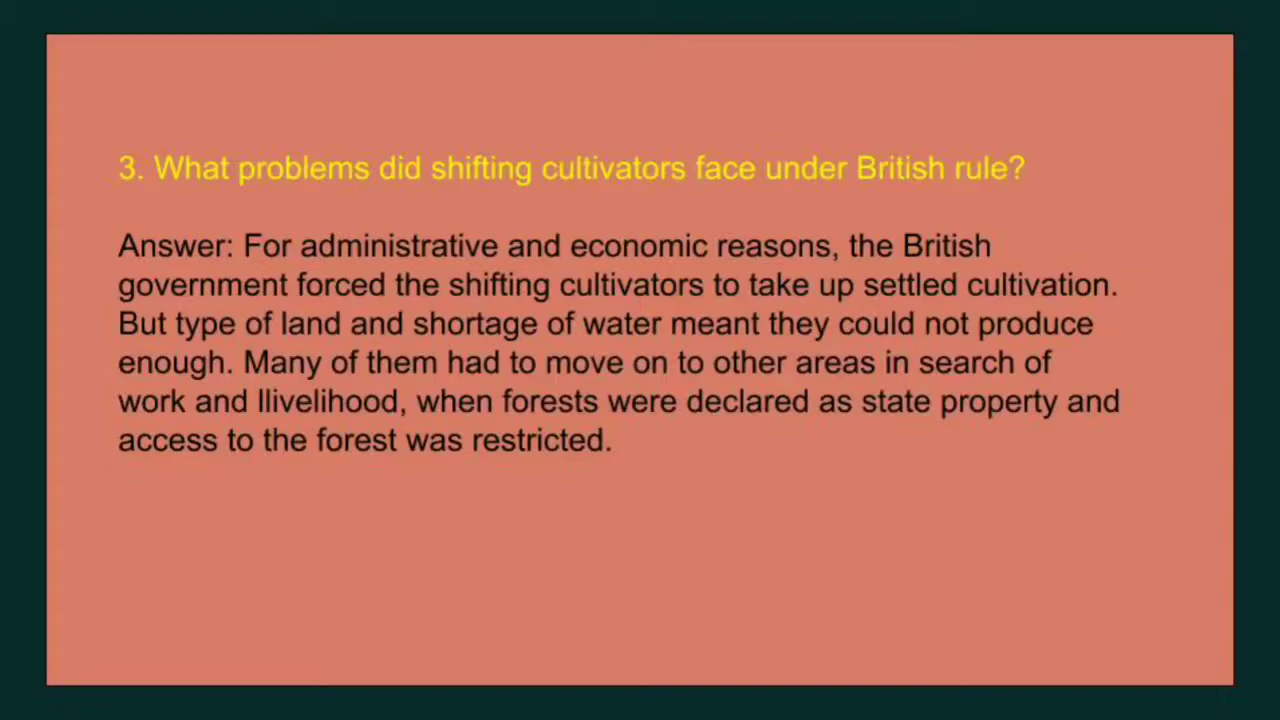 3. What problems did shifting cultivators face under British rule?
Answer: For administrative and economic reasons, the British
government forced the shifting cultivators to take up settled cultivation.
But type of land and shortage of water meant they could not produce
enough. Many of them had to move on to other areas in search of
work and llivelihood, when forests were declared as state property and
access to the forest was restricted.